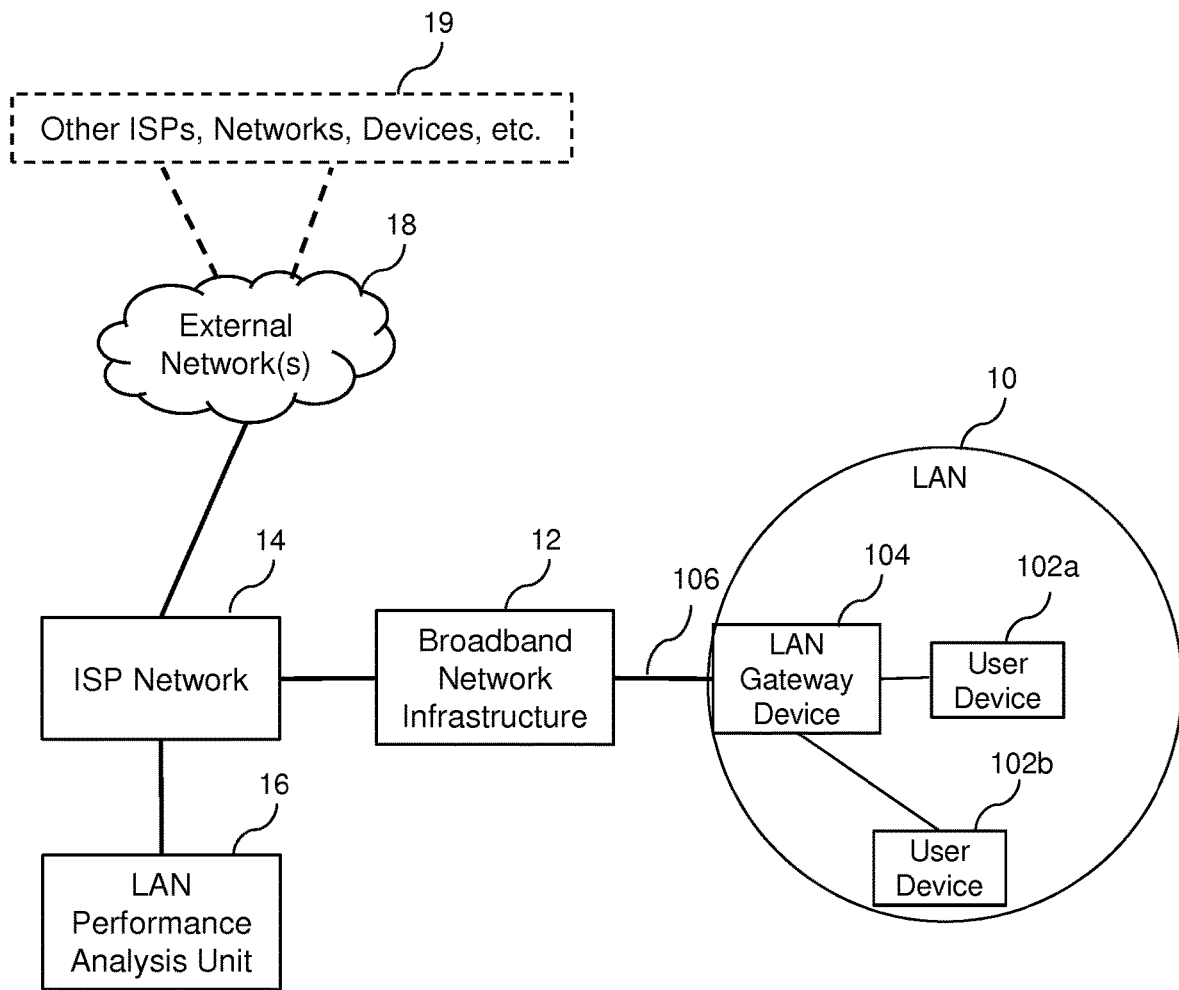 19
Other ISPs, Networks, Devices, etc.
18
External
Network(s)
10
LAN
14
12
106
104
102a
ISP Network
Broadband
Network
Infrastructure
LAN
Gateway
Device
User
Device
102b
16
User
Device
LAN
Performance
Analysis Unit